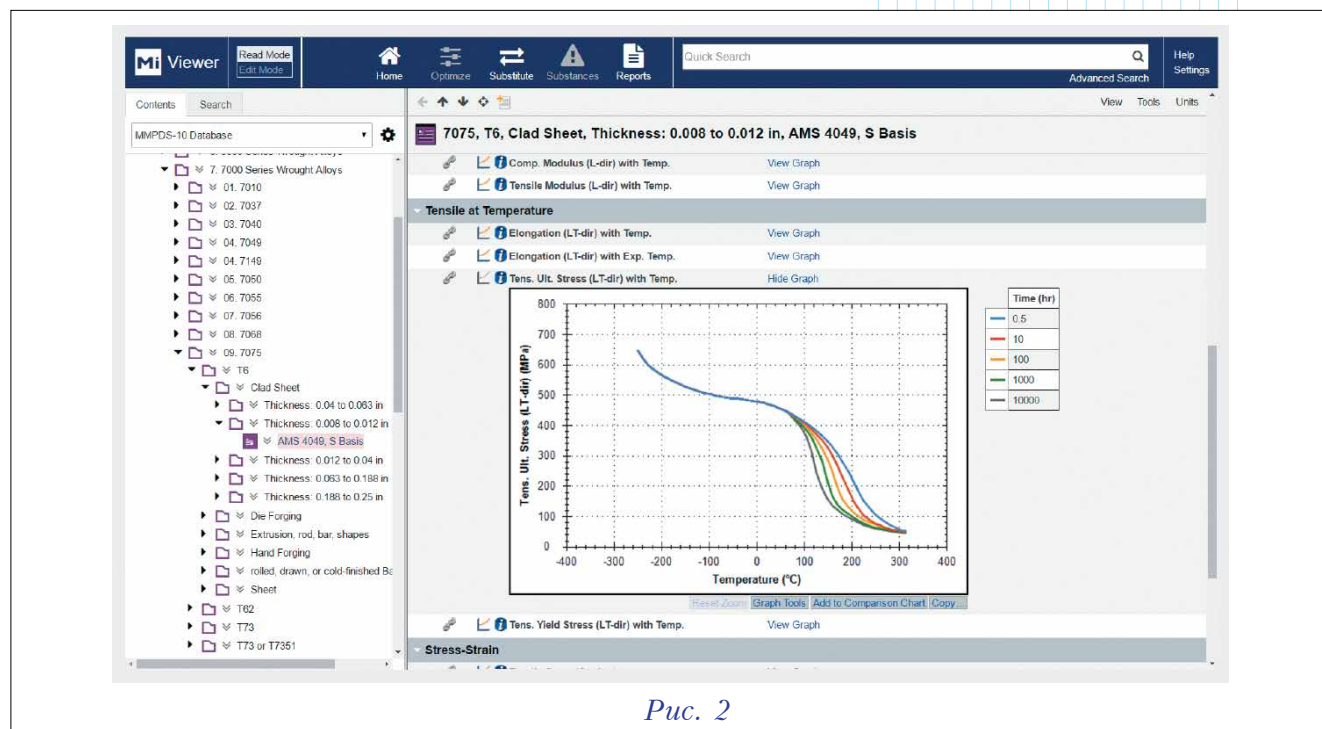 Mi Viewer
Read Mode
Edit Mode
Home
Optimize
Substitute
Substances
Reports
Quick Search
Advanced Search
Help
Settings
Contents Search
View Tools Units
MMPDS-10 Database
7. 7000 Series Wrought Alloys
01. 7010
02. 7037
03. 7040
04. 7049
04. 7149
05. 7050
06. 7055
07. 7056
08. 7068
09. 7075
T6
Clad Sheet
Thickness: 0.04 to 0.063 in
Thickness: 0.008 to 0.012 in
AMS 4049, S Basis
Thickness: 0.012 to 0.04 in
Thickness: 0.063 to 0.188 in
Thickness: 0.188 to 0.25 in
Die Forging
Extrusion, rod, bar, shapes
Hand Forging
rolled, drawn, or cold-finished Ba
Sheet
T62
T73
T73 or T7351
7075, T6, Clad Sheet, Thickness: 0.008 to 0.012 in, AMS 4049, S Basis
Comp. Modulus (L-dir) with Temp. View Graph
Tensile Modulus (L-dir) with Temp. View Graph
Tensile at Temperature
Elongation (LT-dir) with Temp. View Graph
Elongation (LT-dir) with Exp. Temp. View Graph
Tens. Ult. Stress (LT-dir) with Temp. Hide Graph
Tens. Ult. Stress (LT-dir) (MPa)
800
700
600
500
400
300
200
100
0
-400 -300 -200 -100 0 100 200 300 400
Temperature (°C)
Time (hr)
0.5
10
100
1000
10000
Reset Zoom Graph Tools Add to Comparison Chart Copy...
Tens. Yield Stress (LT-dir) with Temp. View Graph
Stress-Strain
Рис. 2